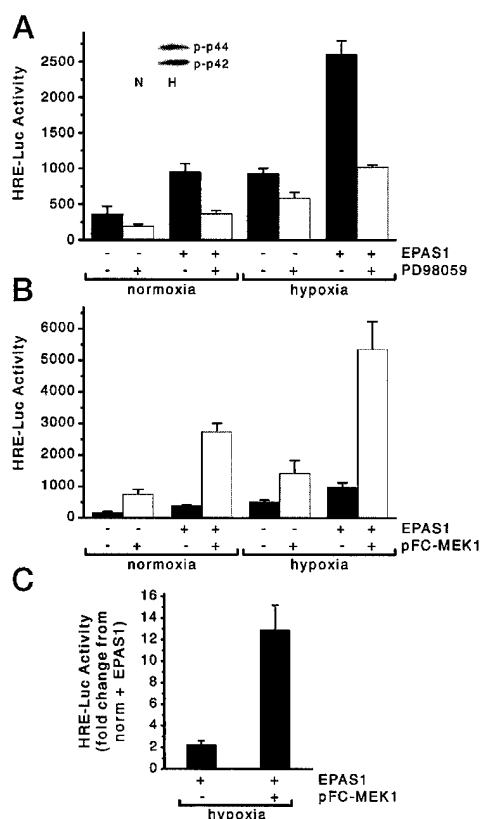 A
p-p44
p-p42
N H
HRE-Luc Activity
2500
2000
1500
1000
500
0
- - + + - - + + EPAS1
- + - + - + - + PD98059
normoxia hypoxia
B
HRE-Luc Activity
6000
5000
4000
3000
2000
1000
0
- - + + - - + + EPAS1
- + - + - + - + pFC-MEK1
normoxia hypoxia
C
HRE-Luc Activity
(fold change from
norm + EPAS1)
16
14
12
10
8
6
4
2
0
+ + EPAS1
- + pFC-MEK1
hypoxia